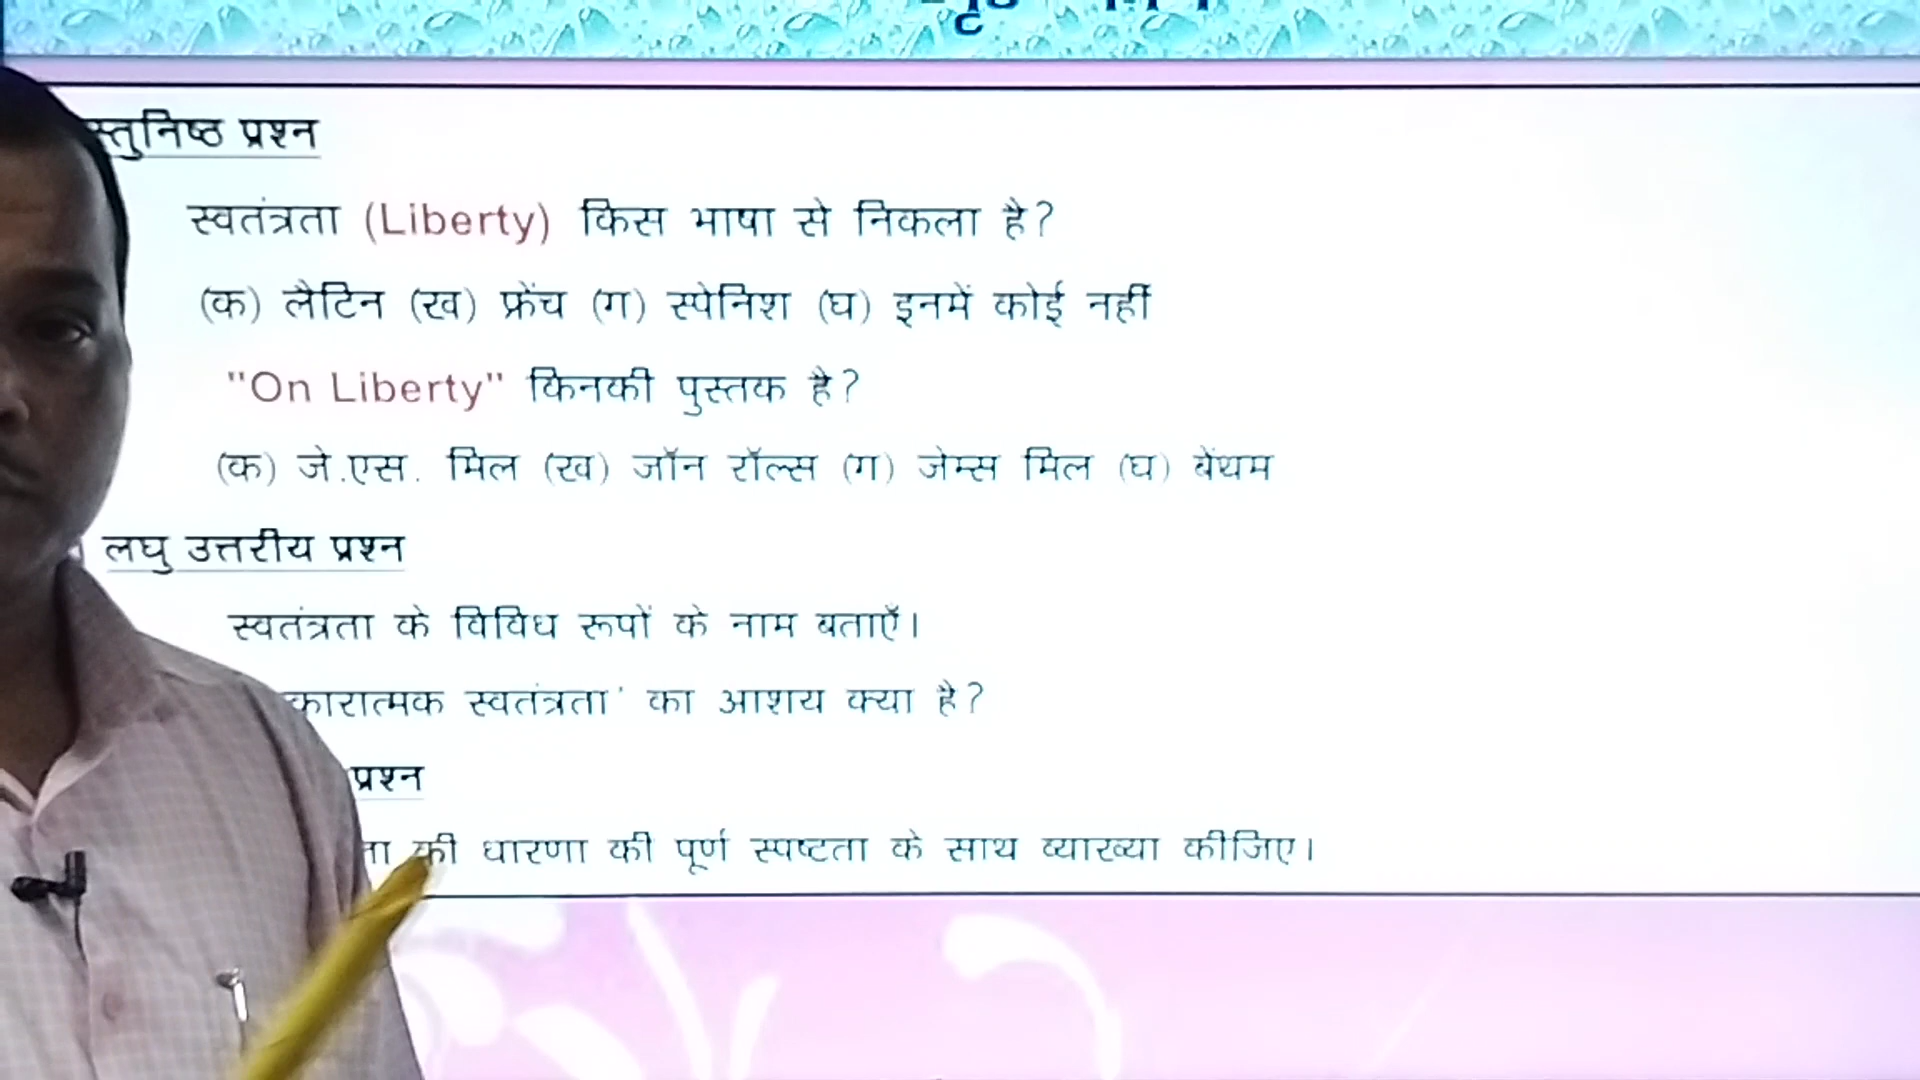 स्तुनिष्ठ प्रश्न
स्वतंत्रता (Liberty) किस भाषा से निकला है?
(क) लैटिन (ख) फ्रेंच (ग) स्पेनिश (घ) इनमें कोई नहीं
"On Liberty" किनकी पुस्तक है?
(क) जे.एस. मिल (ख) जॉन रॉल्स (ग) जेम्स मिल (घ) बेंथम
लघु उत्तरीय प्रश्न
स्वतंत्रता के विविध रूपों के नाम बताएँ।
कारात्मक स्वतंत्रता' का आशय क्या है?
प्रश्न
ता की धारणा की पूर्ण स्पष्टता के साथ व्याख्या कीजिए।